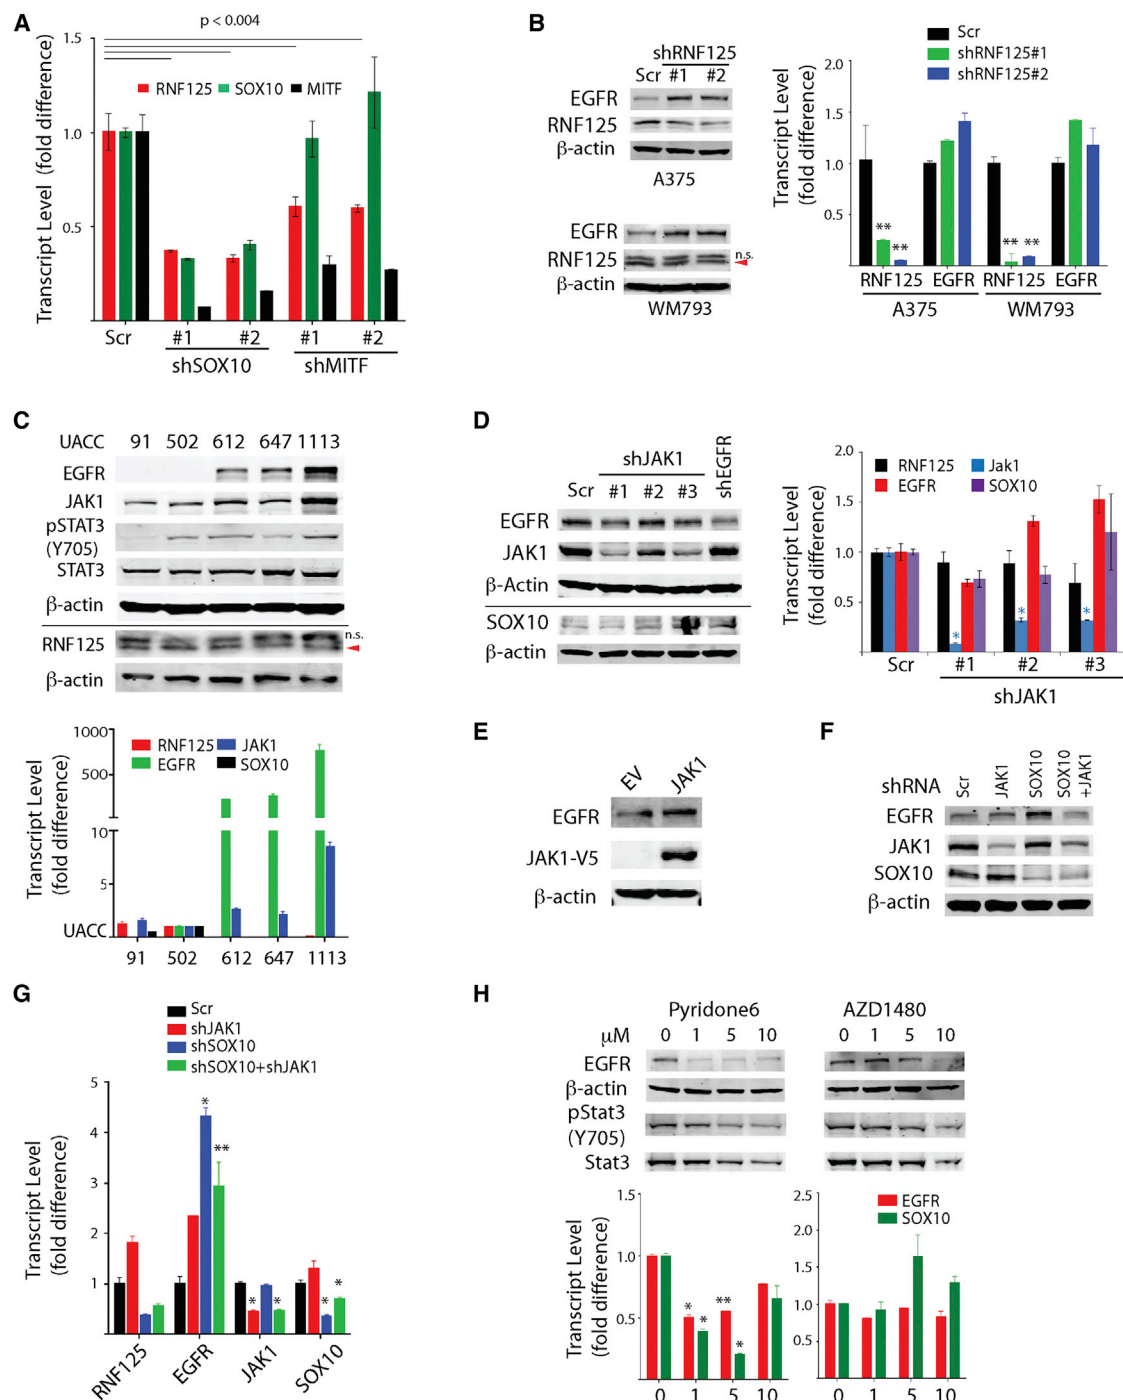 A
p < 0.004
1.5
1.0
0.5
Transcript Level (fold difference)
RNF125 SOX10 MITF
Scr #1 #2 #1 #2
shSOX10 shMITF
B
shRNF125
Scr #1 #2
EGFR
RNF125
β-actin
A375
EGFR
RNF125
n.s.
β-actin
WM793
Scr
shRNF125#1
shRNF125#2
Transcript Level
(fold difference)
2.0
1.5
1.0
0.5
** ** ** **
RNF125 EGFR RNF125 EGFR
A375 WM793
C
UACC 91 502 612 647 1113
EGFR
JAK1
pSTAT3
(Y705)
STAT3
β-actin
RNF125
n.s.
β-actin
RNF125 JAK1
EGFR SOX10
Transcript Level
(fold difference)
1000
500
10
5
UACC
91 502 612 647 1113
D
shJAK1
shEGFR
Scr #1 #2 #3
EGFR
JAK1
β-Actin
SOX10
β-actin
RNF125 Jak1
EGFR SOX10
Transcript Level
(fold difference)
2.0
1.5
1.0
0.5
* * *
Scr #1 #2 #3
shJAK1
E
EV JAK1
EGFR
JAK1-V5
β-actin
F
shRNA Scr JAK1 SOX10 SOX10
+JAK1
EGFR
JAK1
SOX10
β-actin
G
Scr
shJAK1
shSOX10
shSOX10+shJAK1
Transcript Level
(fold difference)
5
4
3
2
1
* ** * * * *
RNF125 EGFR JAK1 SOX10
H
Pyridone6 AZD1480
μM 0 1 5 10 0 1 5 10
EGFR
β-actin
pStat3
(Y705)
Stat3
Transcript Level
(fold difference)
1.5
1.0
0.5
* * ** *
0 1 5 10
2.5
2.0
1.5
1.0
0.5
EGFR
SOX10
0 1 5 10